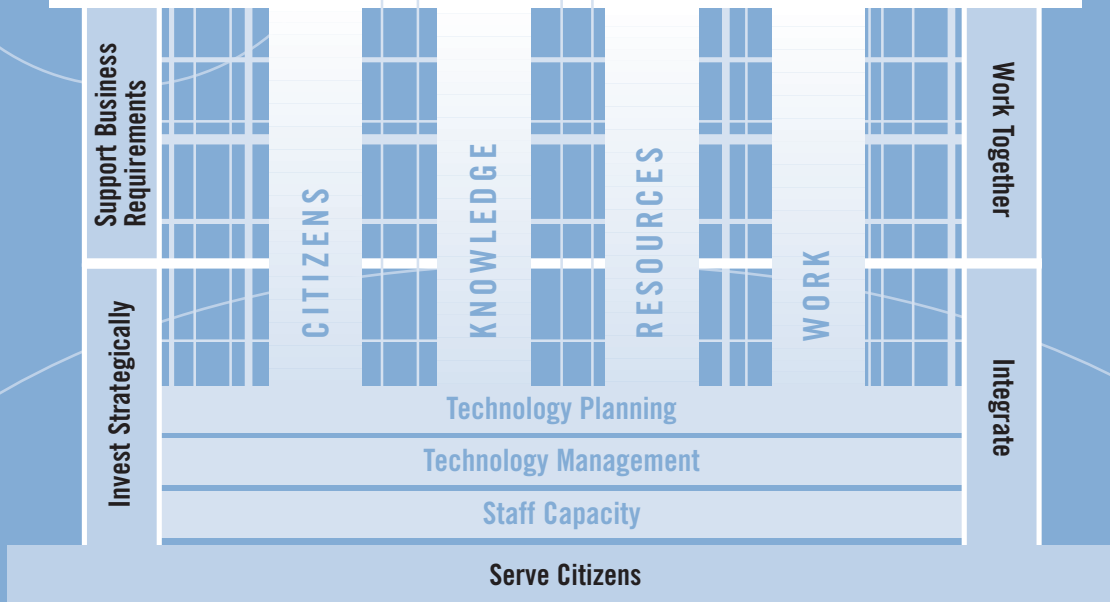 Support Business
Requirements
Work Together
CITIZENS
KNOWLEDGE
RESOURCES
WORK
Invest Strategically
Integrate
Technology Planning
Technology Management
Staff Capacity
Serve Citizens